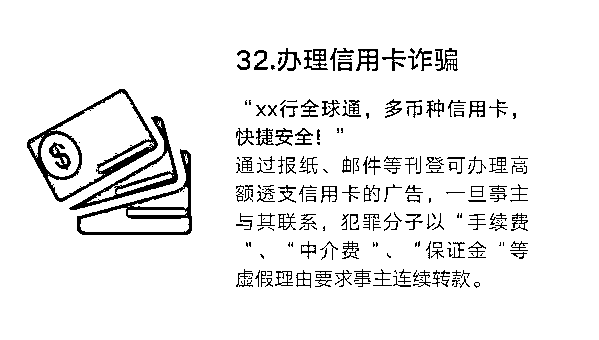 32.办理信用卡诈骗
“xx行全球通，多币种信用卡，
快捷安全！”
通过报纸、邮件等刊登可办理高
额透支信用卡的广告，一旦事主
与其联系，犯罪分子以“手续费
“、“中介费 ”、“保证金 “等
虚假理由要求事主连续转款。
$